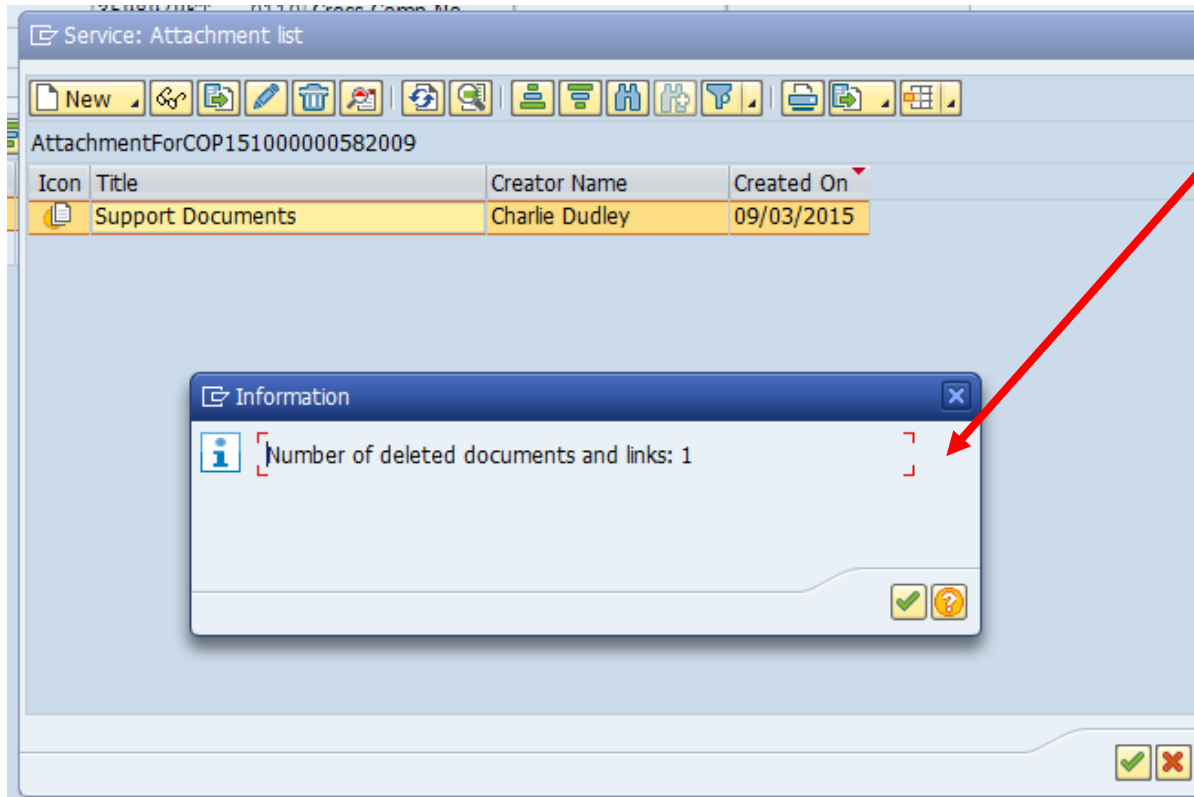 Service: Attachment list
New
AttachmentForCOP151000000582009
Icon Title Creator Name Created On
Support Documents Charlie Dudley 09/03/2015
Information
Number of deleted documents and links: 1